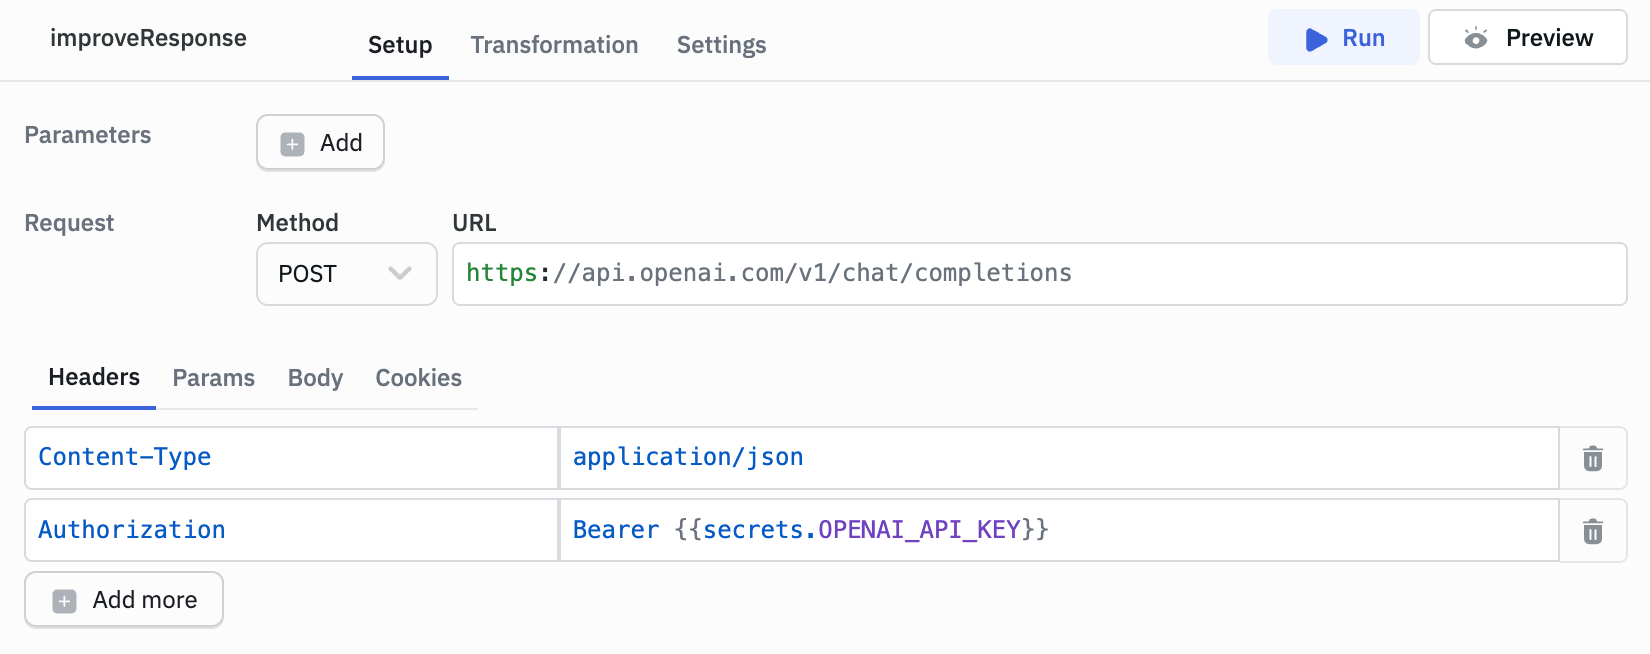 improveResponse Setup Transformation Settings Run Preview
Parameters Add
Request Method URL
POST https://api.openai.com/v1/chat/completions
Headers Params Body Cookies
Content-Type application/json
Authorization Bearer {{secrets.OPENAI_API_KEY}}
Add more